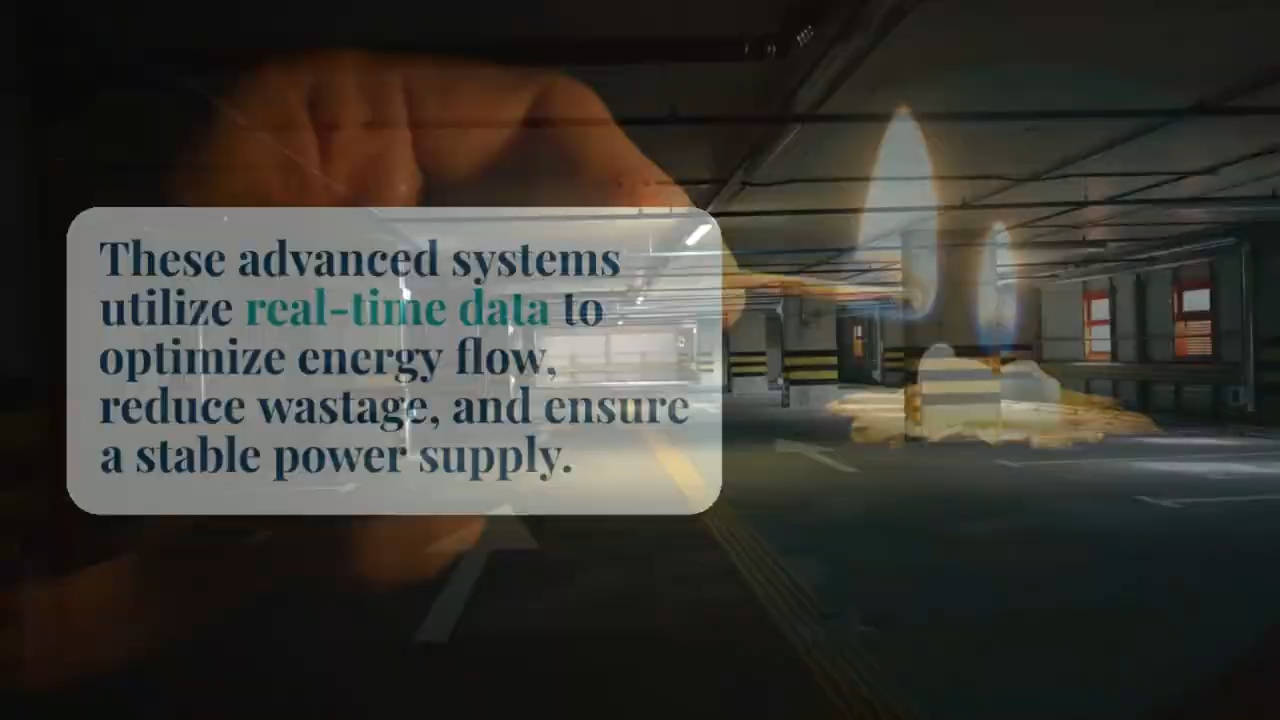 These advanced systems
utilize real-time data to
optimize energy flow,
reduce wastage, and ensure
a stable power supply.